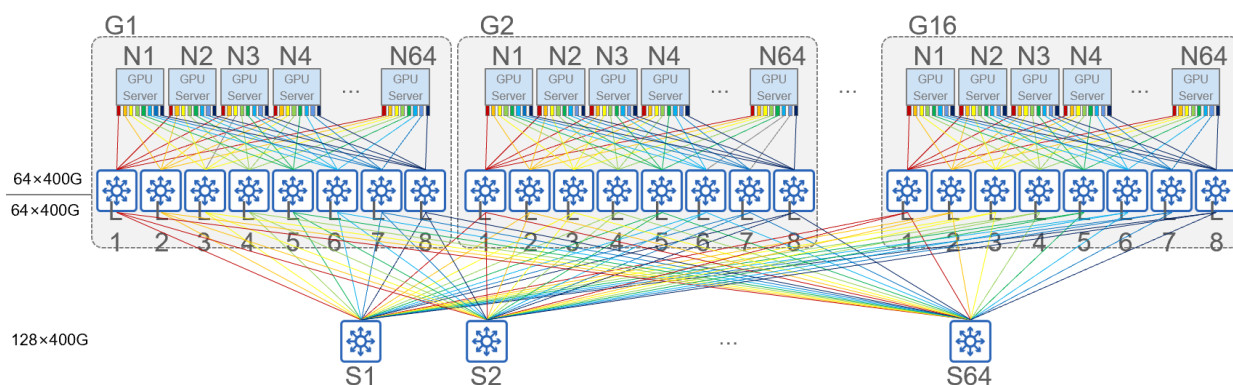 G1 G2 G16
N1 N2 N3 N4 N64 N1 N2 N3 N4 N64 N1 N2 N3 N4 N64
GPU GPU GPU GPU GPU GPU GPU GPU GPU GPU GPU GPU GPU GPU GPU
Server Server Server Server ... Server Server Server Server Server ... Server ... Server Server Server Server ... Server
64×400G
64×400G
L L L L L L L L L L L L L L L L L L L L L L L L
1 2 3 4 5 6 7 8 1 2 3 4 5 6 7 8 1 2 3 4 5 6 7 8
128×400G ...
S1 S2 S64